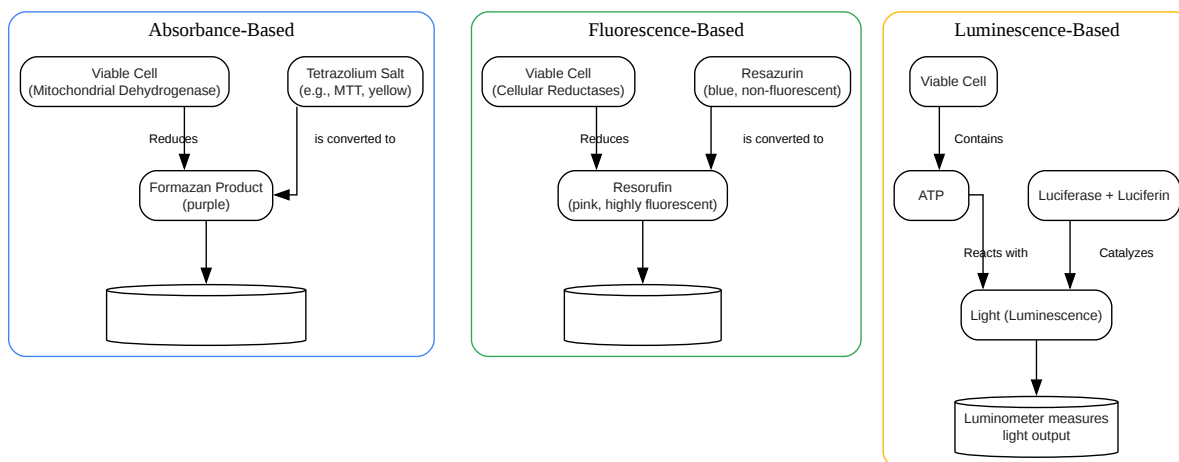 Absorbance-Based
Viable Cell
(Mitochondrial Dehydrogenase)
Tetrazolium Salt
(e.g., MTT, yellow)
Reduces
is converted to
Formazan Product
(purple)
Fluorescence-Based
Viable Cell
(Cellular Reductases)
Resazurin
(blue, non-fluorescent)
Reduces
is converted to
Resorufin
(pink, highly fluorescent)
Luminescence-Based
Viable Cell
Contains
ATP
Luciferase + Luciferin
Reacts with
Catalyzes
Light (Luminescence)
Luminometer measures
light output